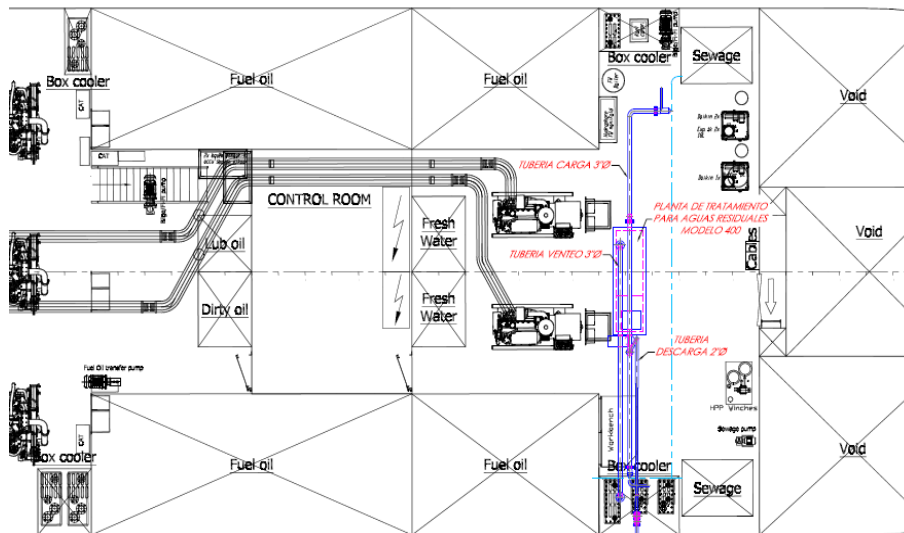 Box cooler
Fuel oil
Fuel oil
Box cooler
Sewage
Void
CAT
CAT
TUBERIA CARGA 3"Ø
CONTROL ROOM
Fresh
Water
PLANTA DE TRATAMIENTO
PARA AGUAS RESIDUALES
MODELO 400
Void
Lub oil
TUBERIA VENTEO 3"Ø
Cables
Dirty oil
Fresh
Water
TUBERIA
DESCARGA 2"Ø
Fuel Oil transfer pump
HPP Winches
Workbench
Sewage pump
CAT
Box cooler
Fuel oil
Fuel oil
Box cooler
Sewage
Void